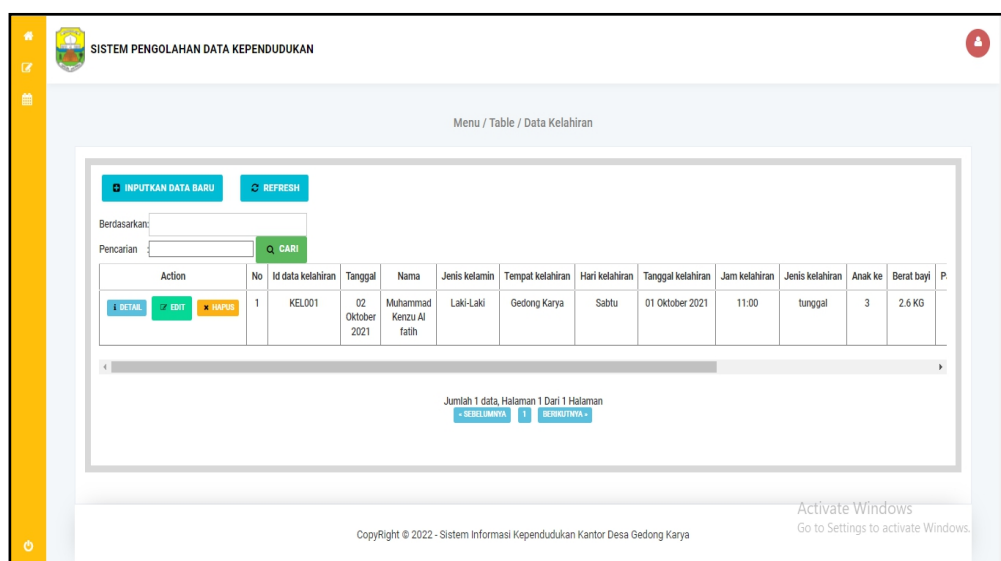 SISTEM PENGOLAHAN DATA KEPENDUDUKAN
Menu / Table / Data Kelahiran
INPUTKAN DATA BARU REFRESH
Berdasarkan:
Pencarian : CARI
Action No Id data kelahiran Tanggal Nama Jenis kelamin Tempat kelahiran Hari kelahiran Tanggal kelahiran Jam kelahiran Jenis kelahiran Anak ke Berat bayi
DETAIL EDIT HAPUS 1 KEL001 02 Oktober 2021 Muhammad Kenzu Al fatih Laki-Laki Gedong Karya Sabtu 01 Oktober 2021 11:00 tunggal 3 2.6 KG
Jumlah 1 data, Halaman 1 Dari 1 Halaman
« SEBELUMNYA 1 BERIKUTNYA »
Activate Windows
Go to Settings to activate Windows.
CopyRight © 2022 - Sistem Informasi Kependudukan Kantor Desa Gedong Karya